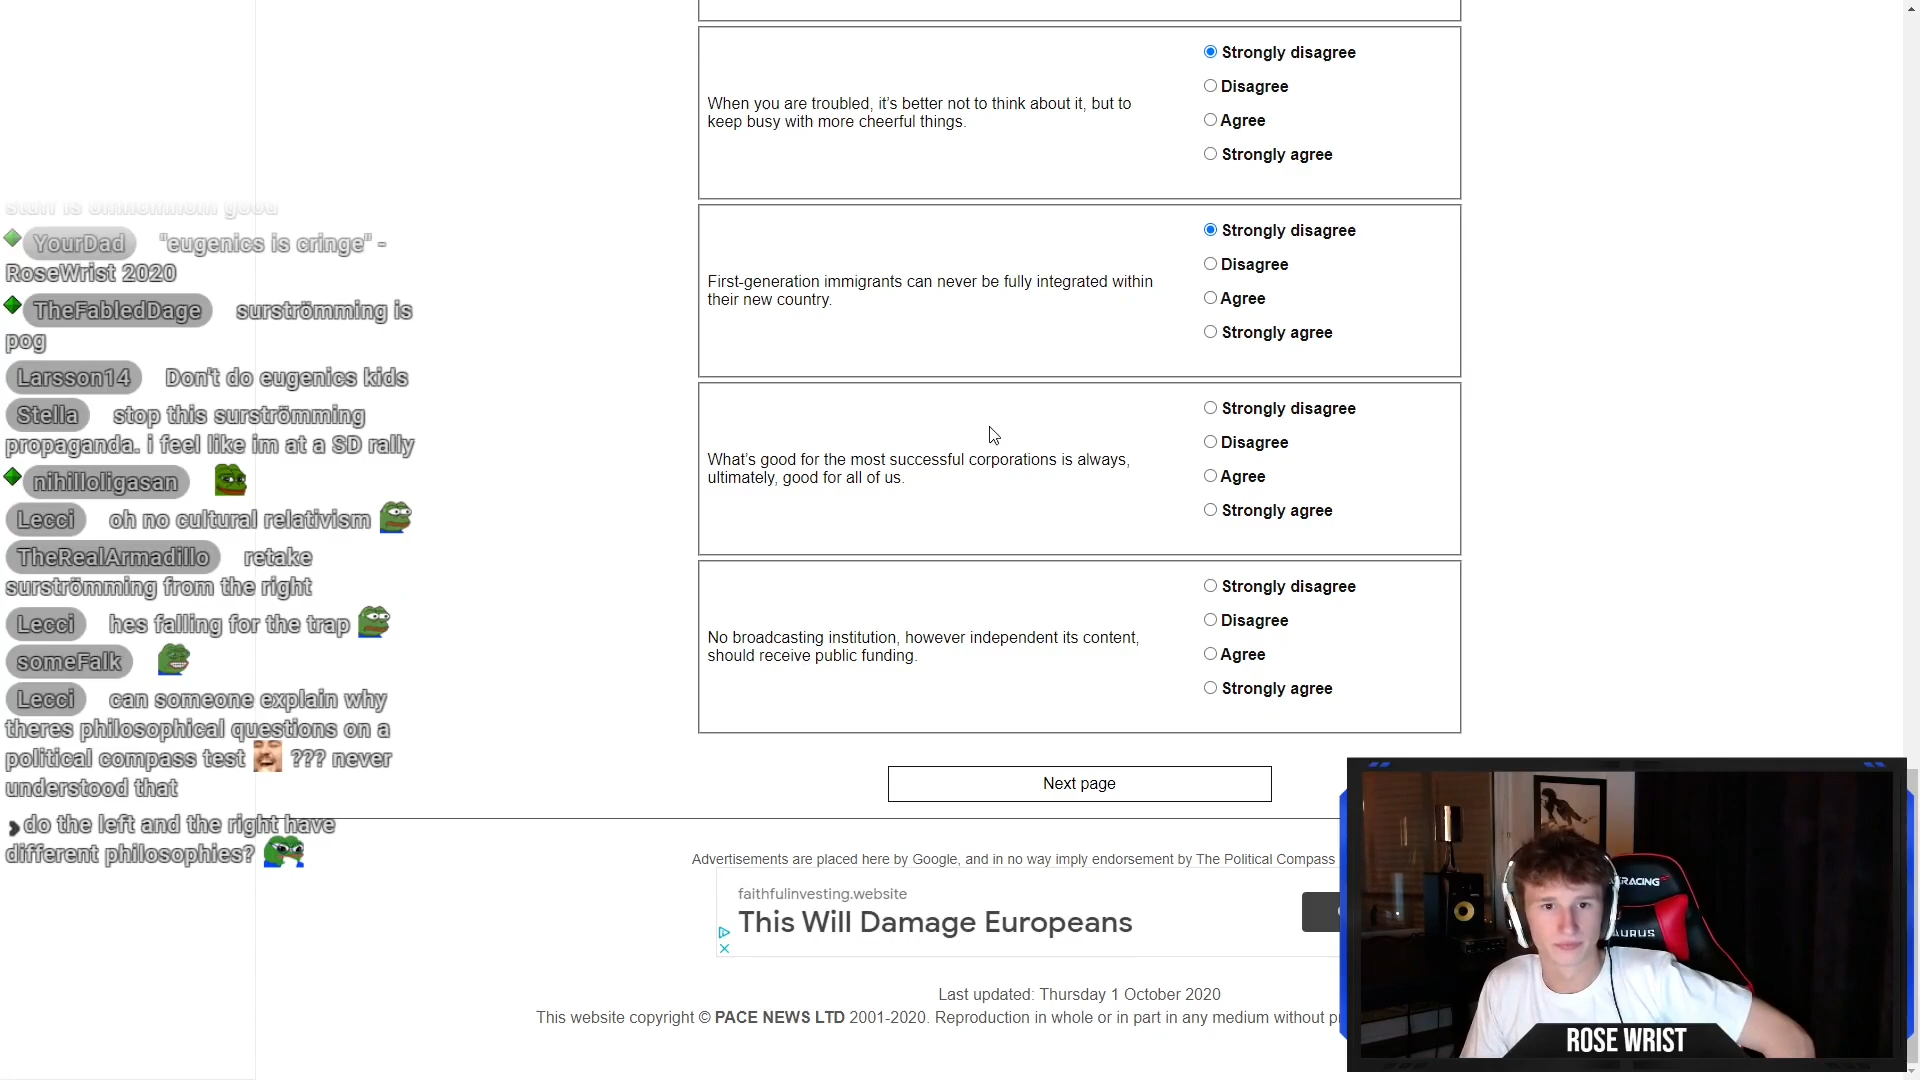 When you are troubled, it's better not to think about it, but to
keep busy with more cheerful things.
Strongly disagree
Disagree
Agree
Strongly agree
First-generation immigrants can never be fully integrated within
their new country.
Strongly disagree
Disagree
Agree
Strongly agree
What's good for the most successful corporations is always,
ultimately, good for all of us.
Strongly disagree
Disagree
Agree
Strongly agree
No broadcasting institution, however independent its content,
should receive public funding.
Strongly disagree
Disagree
Agree
Strongly agree
Next page
stuff is omnomnom good
YourDad "eugenics is cringe" -
RoseWrist 2020
TheFabledDage surströmming is
pog
Larsson14 Don't do eugenics kids
Stella stop this surströmming
propaganda. i feel like im at a SD rally
nihilloligasan
Lecci oh no cultural relativism
TheRealArmadillo retake
surströmming from the right
Lecci hes falling for the trap
someFalk
Lecci can someone explain why
theres philosophical questions on a
political compass test ??? never
understood that
do the left and the right have
different philosophies?
Advertisements are placed here by Google, and in no way imply endorsement by The Political Compass
faithfulinvesting.website
This Will Damage Europeans
Last updated: Thursday 1 October 2020
This website copyright © PACE NEWS LTD 2001-2020. Reproduction in whole or in part in any medium without
RACING
AURUS
ROSE WRIST